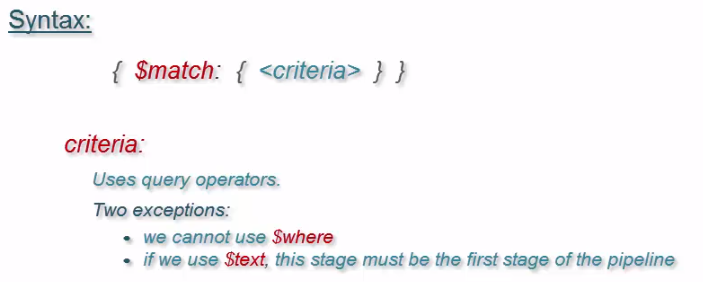 Syntax:
{ $match: { <criteria> } }
criteria:
Uses query operators.
Two exceptions:
• we cannot use $where
• if we use $text, this stage must be the first stage of the pipeline